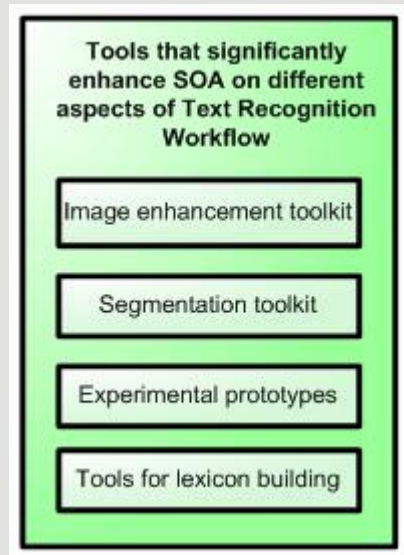 Tools that significantly
enhance SOA on different
aspects of Text Recognition
Workflow
Image enhancement toolkit
Segmentation toolkit
Experimental prototypes
Tools for lexicon building